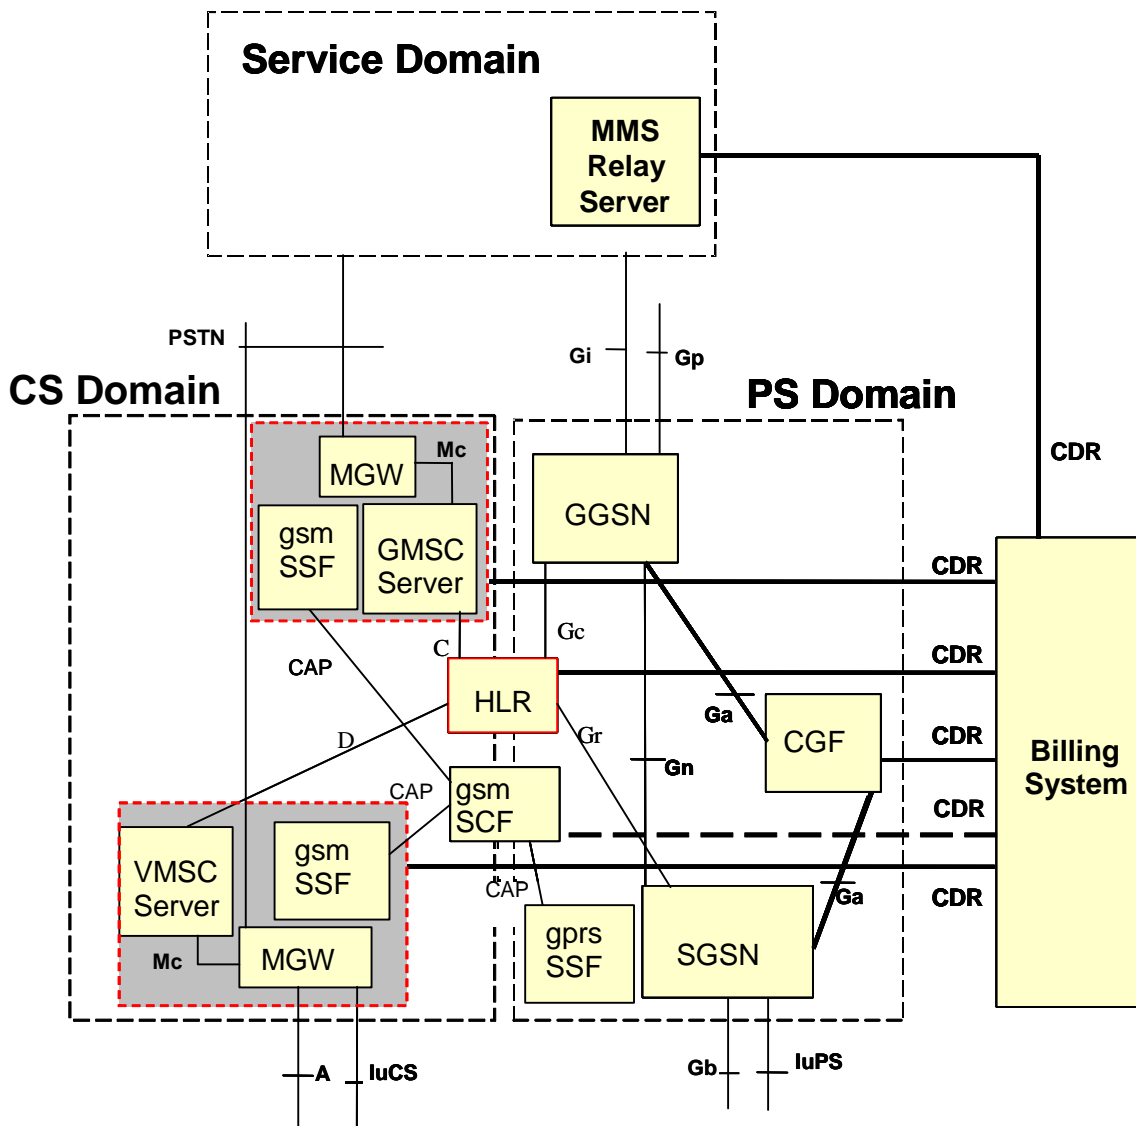 Service Domain
MMS
Relay
Server
PSTN
Gi
Gp
CS Domain
PS Domain
Mc
CDR
MGW
GGSN
gsm
SSF
GMSC
Server
CDR
C
Gc
CAP
CDR
HLR
Ga
D
Gr
CGF
CDR
Billing
System
Gn
CAP
gsm
SCF
CDR
VMSC
Server
gsm
SSF
CAP
Ga
CDR
gprs
SSF
SGSN
Mc
MGW
A
IuCS
Gb
IuPS